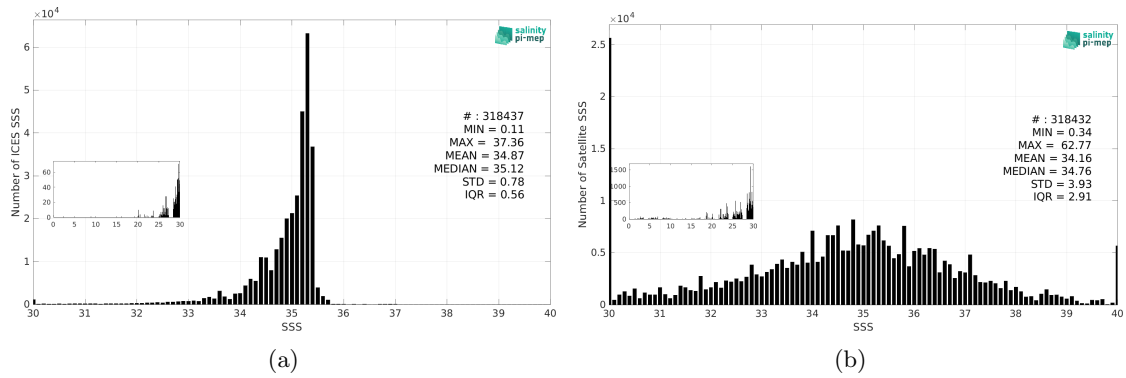 ×10⁴
6
5
4
3
2
1
0
Number of ICES SSS
30 31 32 33 34 35 36 37 38 39 40
SSS
salinity
pi-mep
# : 318437
MIN = 0.11
MAX = 37.36
MEAN = 34.87
MEDIAN = 35.12
STD = 0.78
IQR = 0.56
60
40
20
0
0 5 10 15 20 25 30
(a)
×10⁴
2.5
2
1.5
1
0.5
0
Number of Satellite SSS
30 31 32 33 34 35 36 37 38 39 40
SSS
salinity
pi-mep
# : 318432
MIN = 0.34
MAX = 62.77
MEAN = 34.16
MEDIAN = 34.76
STD = 3.93
IQR = 2.91
1500
1000
500
0
0 5 10 15 20 25 30
(b)